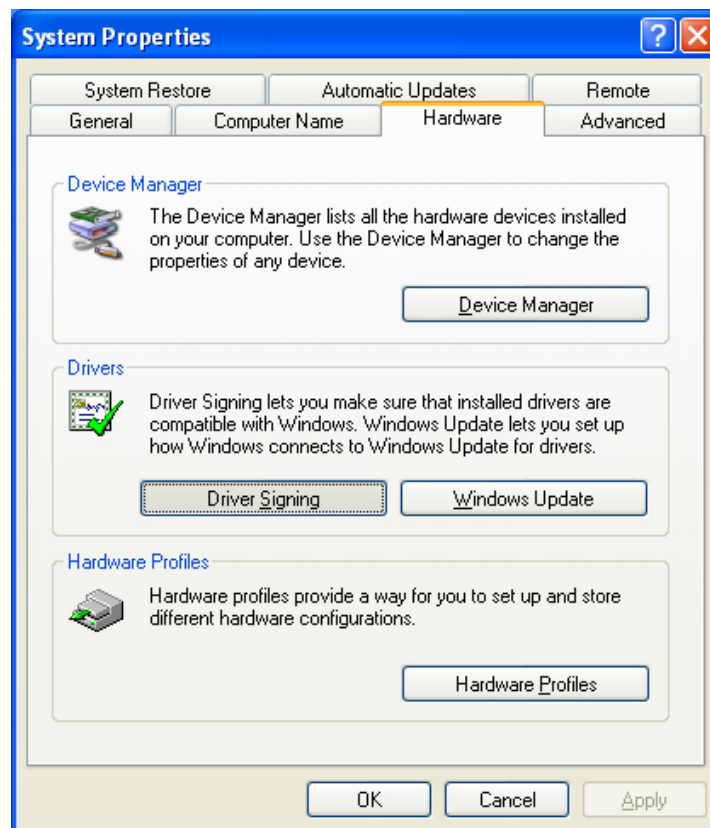 System Properties
System Restore
Automatic Updates
Remote
General
Computer Name
Hardware
Advanced
Device Manager
The Device Manager lists all the hardware devices installed
on your computer. Use the Device Manager to change the
properties of any device.
Device Manager
Drivers
Driver Signing lets you make sure that installed drivers are
compatible with Windows. Windows Update lets you set up
how Windows connects to Windows Update for drivers.
Driver Signing
Windows Update
Hardware Profiles
Hardware profiles provide a way for you to set up and store
different hardware configurations.
Hardware Profiles
OK
Cancel
Apply